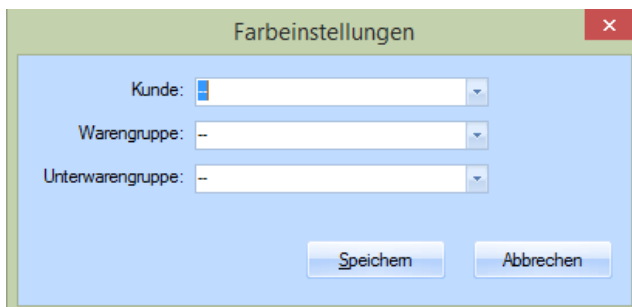 Farbeinstellungen
Kunde: --
Warengruppe: --
Unterwarengruppe: --
Speichern Abbrechen